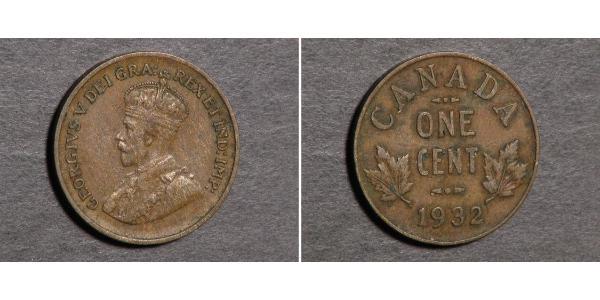 GEORGIVS V DEI GRA: REX ET IND: IMP:
CANADA
ONE
CENT
1932